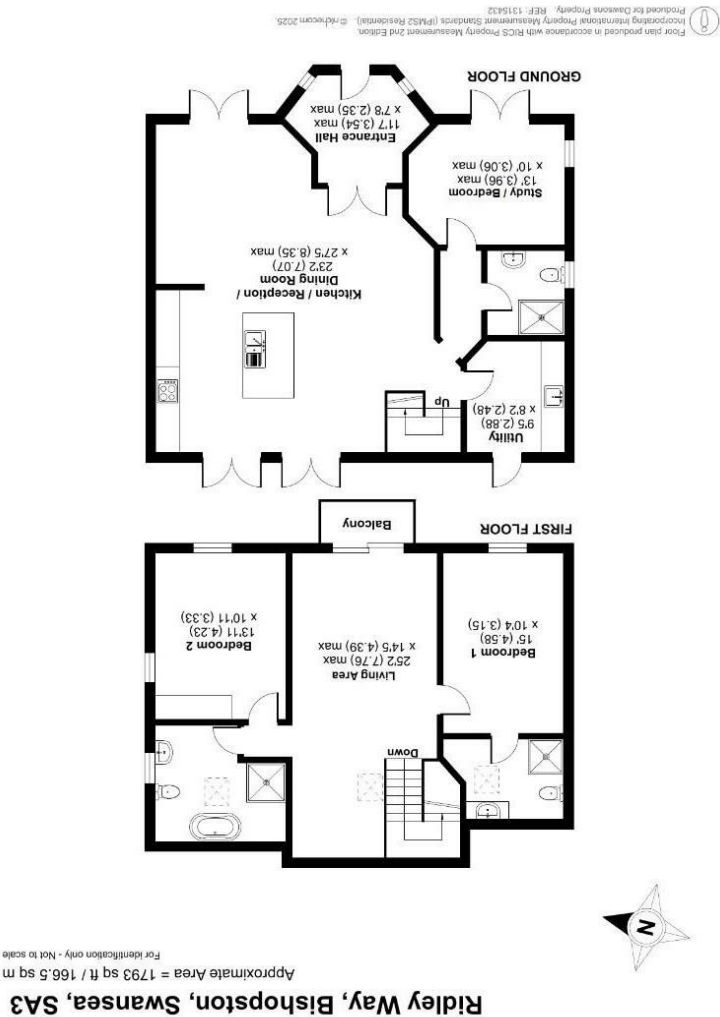 Ridley Way, Bishopston, Swansea, SA3
Approximate Area = 1793 sq ft / 166.5 sq m
For identification only - Not to scale
N
Down
Living Area
25'2 (7.76) max
x 14'5 (4.39) max
Bedroom 1
15' (4.58)
x 10'4 (3.15)
Bedroom 2
13'11 (4.23)
x 10'11 (3.33)
Balcony
FIRST FLOOR
Utility
9'5 (2.88)
x 8'2 (2.48)
Up
Kitchen / Reception /
Dining Room
23'2 (7.07)
x 27'5 (8.35) max
Study / Bedroom
13' (3.96) max
x 10' (3.06) max
Entrance Hall
11'7 (3.54) max
x 7'8 (2.35) max
GROUND FLOOR
Floor plan produced in accordance with RICS Property Measurement 2nd Edition.
Incorporating International Property Measurement Standards (IPMS2 Residential). © nichecom 2025.
Produced for Dawsons Property. REF: 1315432